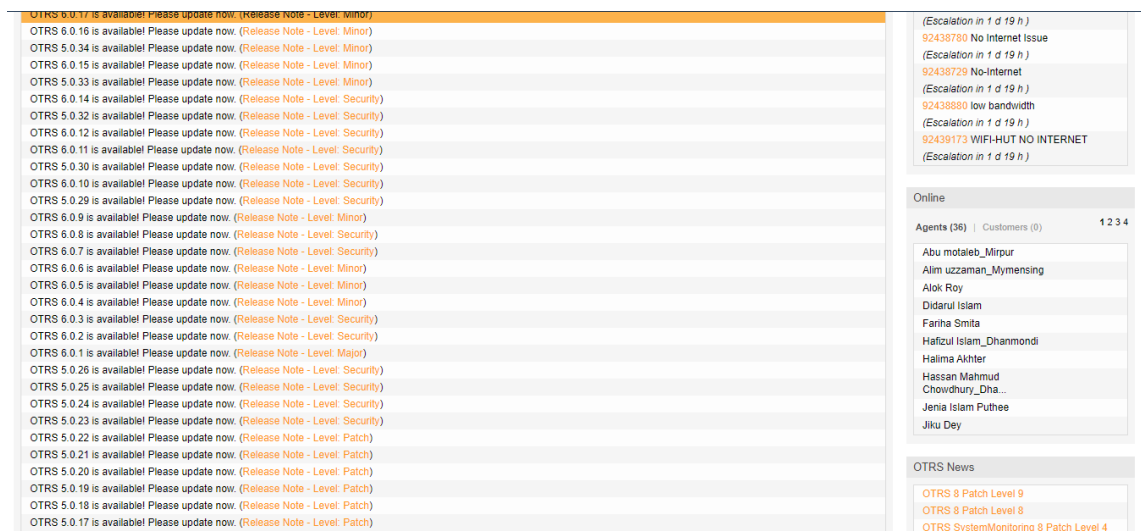 OTRS 6.0.17 is available! Please update now. (Release Note - Level: Minor)
OTRS 6.0.16 is available! Please update now. (Release Note - Level: Minor)
OTRS 5.0.34 is available! Please update now. (Release Note - Level: Minor)
OTRS 6.0.15 is available! Please update now. (Release Note - Level: Minor)
OTRS 5.0.33 is available! Please update now. (Release Note - Level: Minor)
OTRS 6.0.14 is available! Please update now. (Release Note - Level: Security)
OTRS 5.0.32 is available! Please update now. (Release Note - Level: Security)
OTRS 6.0.12 is available! Please update now. (Release Note - Level: Security)
OTRS 6.0.11 is available! Please update now. (Release Note - Level: Security)
OTRS 5.0.30 is available! Please update now. (Release Note - Level: Security)
OTRS 6.0.10 is available! Please update now. (Release Note - Level: Security)
OTRS 5.0.29 is available! Please update now. (Release Note - Level: Security)
OTRS 6.0.9 is available! Please update now. (Release Note - Level: Minor)
OTRS 6.0.8 is available! Please update now. (Release Note - Level: Security)
OTRS 6.0.7 is available! Please update now. (Release Note - Level: Security)
OTRS 6.0.6 is available! Please update now. (Release Note - Level: Minor)
OTRS 6.0.5 is available! Please update now. (Release Note - Level: Minor)
OTRS 6.0.4 is available! Please update now. (Release Note - Level: Minor)
OTRS 6.0.3 is available! Please update now. (Release Note - Level: Security)
OTRS 6.0.2 is available! Please update now. (Release Note - Level: Security)
OTRS 6.0.1 is available! Please update now. (Release Note - Level: Major)
OTRS 5.0.26 is available! Please update now. (Release Note - Level: Security)
OTRS 5.0.25 is available! Please update now. (Release Note - Level: Security)
OTRS 5.0.24 is available! Please update now. (Release Note - Level: Security)
OTRS 5.0.23 is available! Please update now. (Release Note - Level: Security)
OTRS 5.0.22 is available! Please update now. (Release Note - Level: Patch)
OTRS 5.0.21 is available! Please update now. (Release Note - Level: Patch)
OTRS 5.0.20 is available! Please update now. (Release Note - Level: Patch)
OTRS 5.0.19 is available! Please update now. (Release Note - Level: Patch)
OTRS 5.0.18 is available! Please update now. (Release Note - Level: Patch)
OTRS 5.0.17 is available! Please update now. (Release Note - Level: Patch)
(Escalation in 1 d 19 h )
92438780 No Internet Issue
(Escalation in 1 d 19 h )
92438729 No-Internet
(Escalation in 1 d 19 h )
92438880 low bandwidth
(Escalation in 1 d 19 h )
92439173 WIFI-HUT NO INTERNET
(Escalation in 1 d 19 h )
Online
Agents (36) | Customers (0) 1 2 3 4
Abu motaleb_Mirpur
Alim uzzaman_Mymensing
Alok Roy
Didarul Islam
Fariha Smita
Hafizul Islam_Dhanmondi
Halima Akhter
Hassan Mahmud
Chowdhury_Dha...
Jenia Islam Puthee
Jiku Dey
OTRS News
OTRS 8 Patch Level 9
OTRS 8 Patch Level 8
OTRS SystemMonitoring 8 Patch Level 4